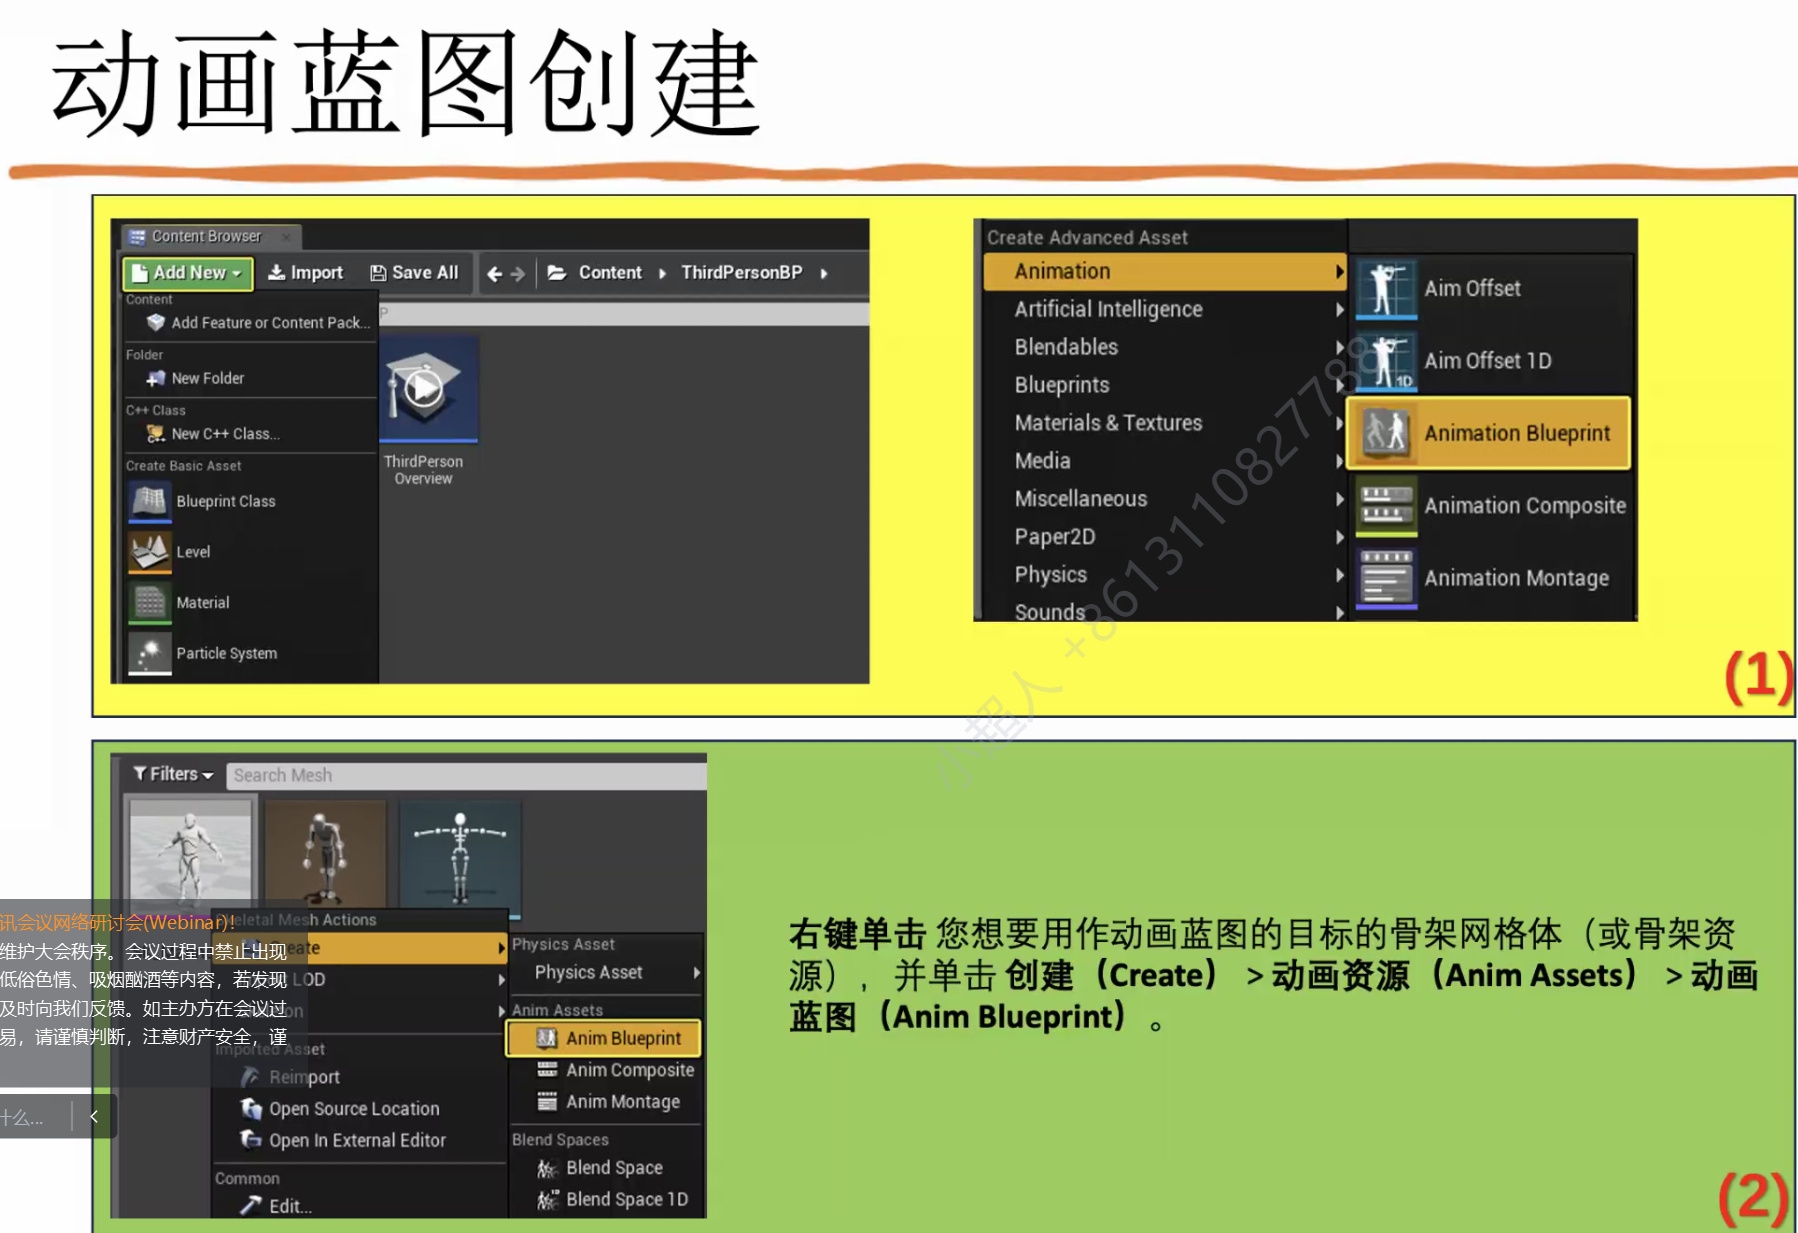 动画蓝图创建
Content Browser
Add New
Import
Save All
Content
ThirdPersonBP
Content
Add Feature or Content Pack...
Folder
New Folder
C++ Class
New C++ Class...
Create Basic Asset
Blueprint Class
Level
Material
Particle System
P
ThirdPerson
Overview
Create Advanced Asset
Animation
Artificial Intelligence
Blendables
Blueprints
Materials & Textures
Media
Miscellaneous
Paper2D
Physics
Sounds
Aim Offset
Aim Offset 1D
1D
Animation Blueprint
Animation Composite
Animation Montage
(1)
小超人 +8613110827788
Filters
Search Mesh
Skeletal Mesh Actions
Create
LOD
Imported Asset
Reimport
Open Source Location
Open In External Editor
Common
Edit...
Physics Asset
Physics Asset
Anim Assets
Anim Blueprint
Anim Composite
Anim Montage
Blend Spaces
Blend Space
Blend Space 1D
讯会议网络研讨会(Webinar)!
维护大会秩序。会议过程中禁止出现
低俗色情、吸烟酗酒等内容，若发现
及时向我们反馈。如主办方在会议过
易，请谨慎判断，注意财产安全，谨
什么...
右键单击 您想要用作动画蓝图的目标的骨架网格体（或骨架资
源），并单击 创建（Create） > 动画资源（Anim Assets） > 动画
蓝图（Anim Blueprint） 。
(2)